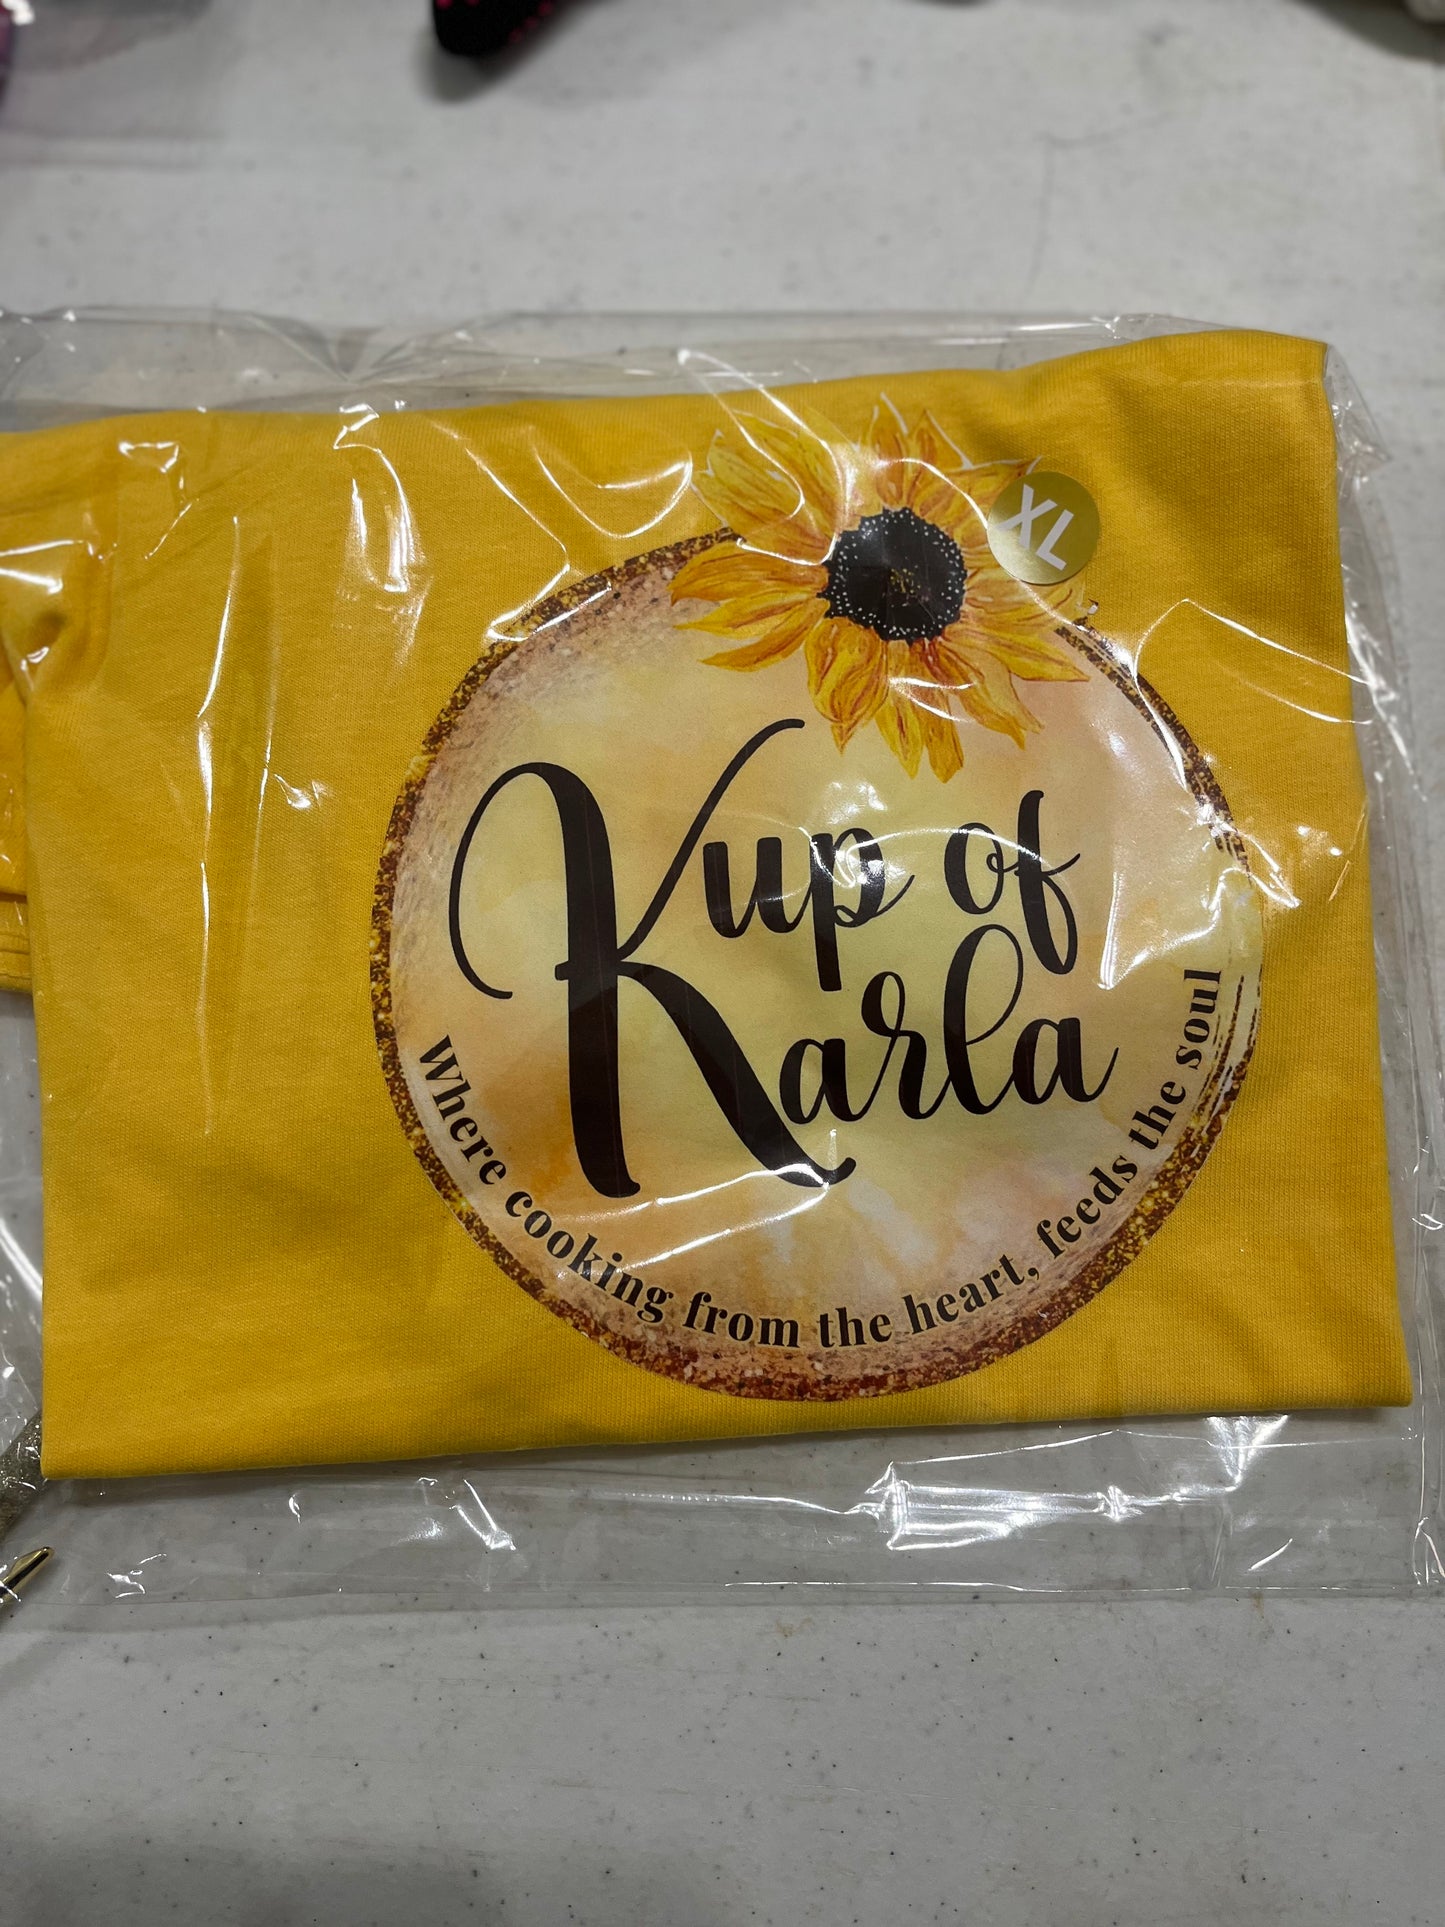 XL
Kup of
Karla
Where cooking from the heart, feeds the soul